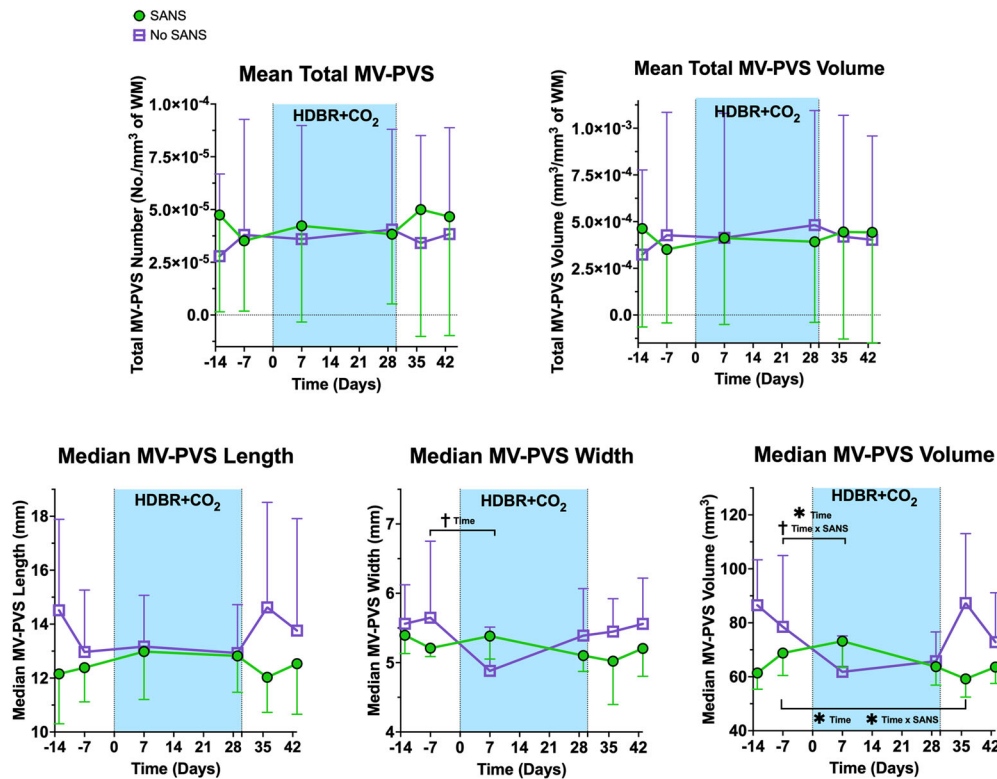 SANS
No SANS
Mean Total MV-PVS
HDBR+CO₂
Total MV-PVS Number (No./mm³ of WM)
1.0×10⁻⁴
7.5×10⁻⁵
5.0×10⁻⁵
2.5×10⁻⁵
0.0
-14 -7 0 7 14 21 28 35 42
Time (Days)
Mean Total MV-PVS Volume
HDBR+CO₂
Total MV-PVS Volume (mm³/mm³ of WM)
1.0×10⁻³
7.5×10⁻⁴
5.0×10⁻⁴
2.5×10⁻⁴
0.0
-14 -7 0 7 14 21 28 35 42
Time (Days)
Median MV-PVS Length
HDBR+CO₂
Median MV-PVS Length (mm)
18
16
14
12
10
-14 -7 0 7 14 21 28 35 42
Time (Days)
Median MV-PVS Width
HDBR+CO₂
† Time
Median MV-PVS Width (mm)
7
6
5
4
-14 -7 0 7 14 21 28 35 42
Time (Days)
Median MV-PVS Volume
HDBR+CO₂
* Time
† Time x SANS
Median MV-PVS Volume (mm³)
120
100
80
60
40
* Time * Time x SANS
-14 -7 0 7 14 21 28 35 42
Time (Days)